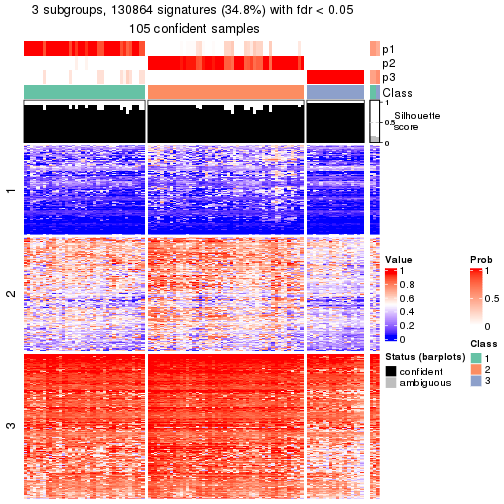 3 subgroups, 130864 signatures (34.8%) with fdr < 0.05
105 confident samples
p1
p2
p3
Class
1
0.5
0
Silhouette
score
1
2
3
Value
1
0.8
0.6
0.4
0.2
0
Prob
1
0.5
0
Status (barplots)
confident
ambiguous
Class
1
2
3